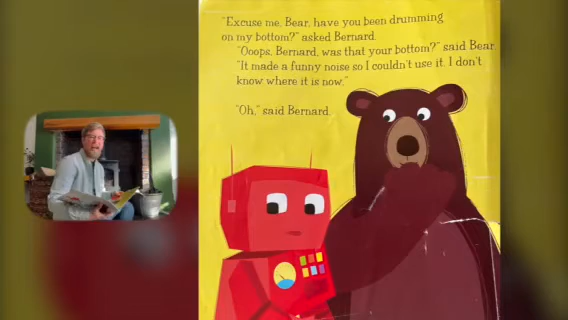 "Excuse me, Bear, have you been drumming
on my bottom?" asked Bernard.
"Ooops, Bernard, was that your bottom?" said Bear.
"It made a funny noise so I couldn't use it. I don't
know where it is now."
"Oh," said Bernard.